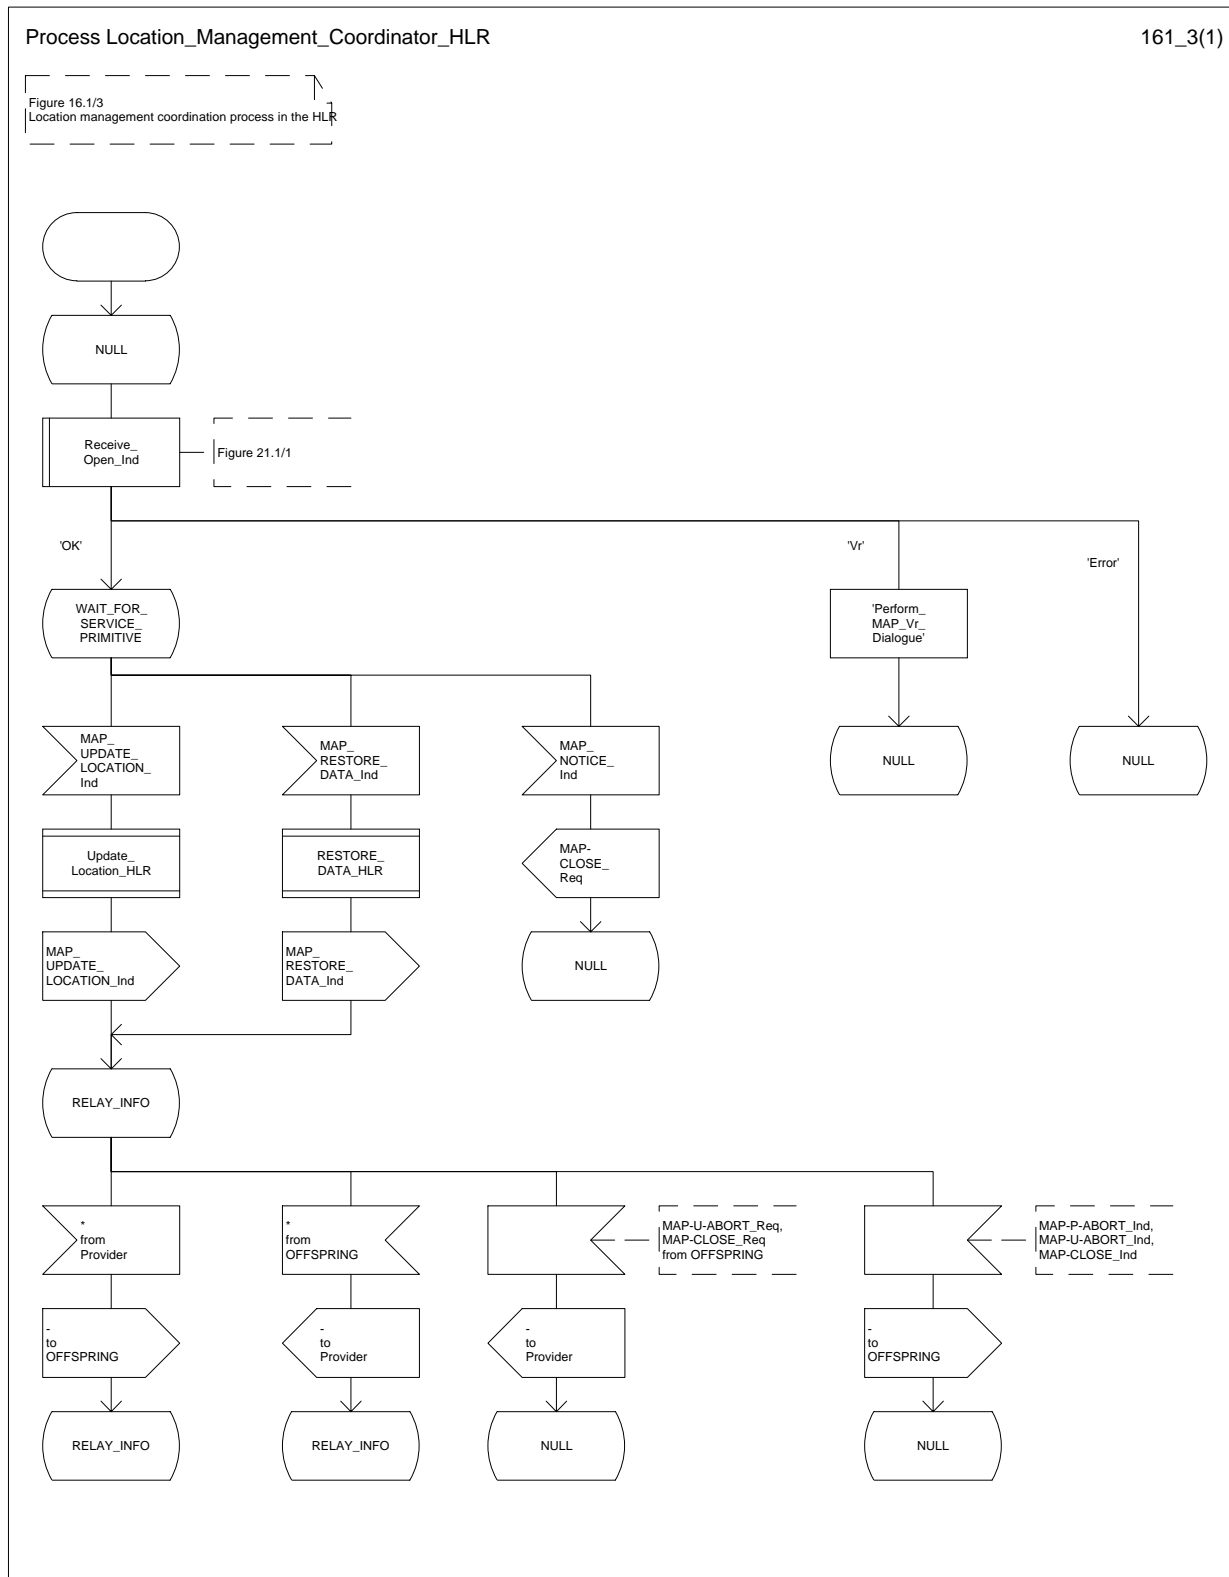 Process Location_Management_Coordinator_HLR
161_3(1)
Figure 16.1/3
Location management coordination process in the HLR
NULL
Receive_
Open_Ind
Figure 21.1/1
'OK'
'Vr'
'Error'
WAIT_FOR_
SERVICE_
PRIMITIVE
'Perform_
MAP_Vr_
Dialogue'
MAP_
UPDATE_
LOCATION_
Ind
MAP_
RESTORE_
DATA_Ind
MAP_
NOTICE_
Ind
NULL
NULL
Update_
Location_HLR
RESTORE_
DATA_HLR
MAP-
CLOSE_
Req
MAP_
UPDATE_
LOCATION_Ind
MAP_
RESTORE_
DATA_Ind
NULL
RELAY_INFO
*
from
Provider
*
from
OFFSPRING
MAP-U-ABORT_Req,
MAP-CLOSE_Req
from OFFSPRING
MAP-P-ABORT_Ind,
MAP-U-ABORT_Ind,
MAP-CLOSE_Ind
-
to
OFFSPRING
-
to
Provider
-
to
Provider
-
to
OFFSPRING
RELAY_INFO
RELAY_INFO
NULL
NULL